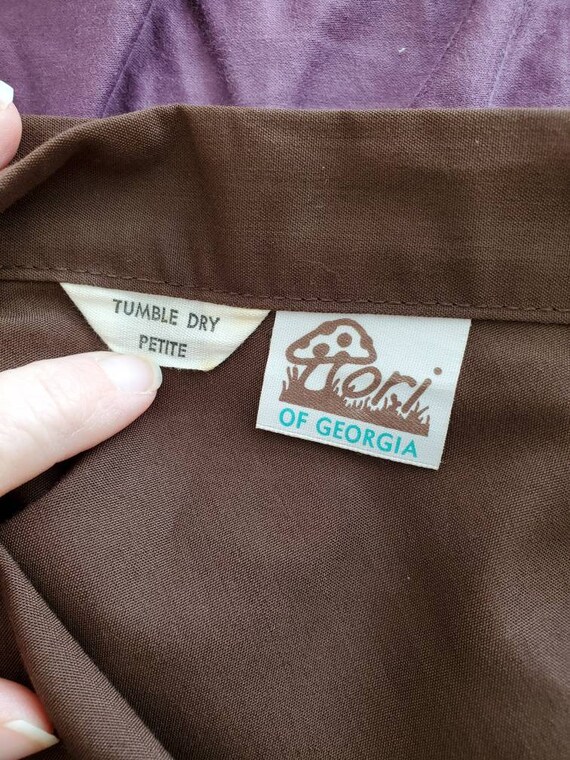 TUMBLE DRY
PETITE
Tori
OF GEORGIA